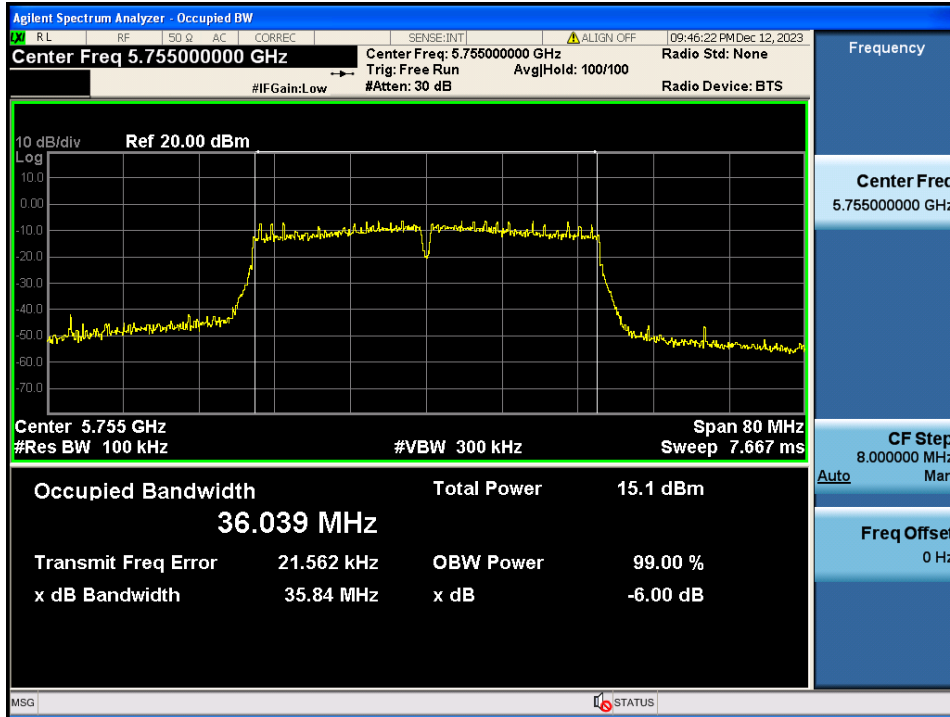 Agilent Spectrum Analyzer - Occupied BW
LXI RL RF 50 Ω AC CORREC SENSE:INT ALIGN OFF 09:46:22 PM Dec 12, 2023
Center Freq 5.755000000 GHz
Center Freq: 5.755000000 GHz Radio Std: None
Trig: Free Run Avg|Hold: 100/100
#IFGain:Low #Atten: 30 dB Radio Device: BTS
10 dB/div Ref 20.00 dBm
Log
10.0
0.00
-10.0
-20.0
-30.0
-40.0
-50.0
-60.0
-70.0
Center 5.755 GHz Span 80 MHz
#Res BW 100 kHz #VBW 300 kHz Sweep 7.667 ms
Occupied Bandwidth Total Power 15.1 dBm
36.039 MHz
Transmit Freq Error 21.562 kHz OBW Power 99.00 %
x dB Bandwidth 35.84 MHz x dB -6.00 dB
Frequency
Center Freq
5.755000000 GHz
CF Step
8.000000 MHz
Auto Man
Freq Offset
0 Hz
MSG STATUS